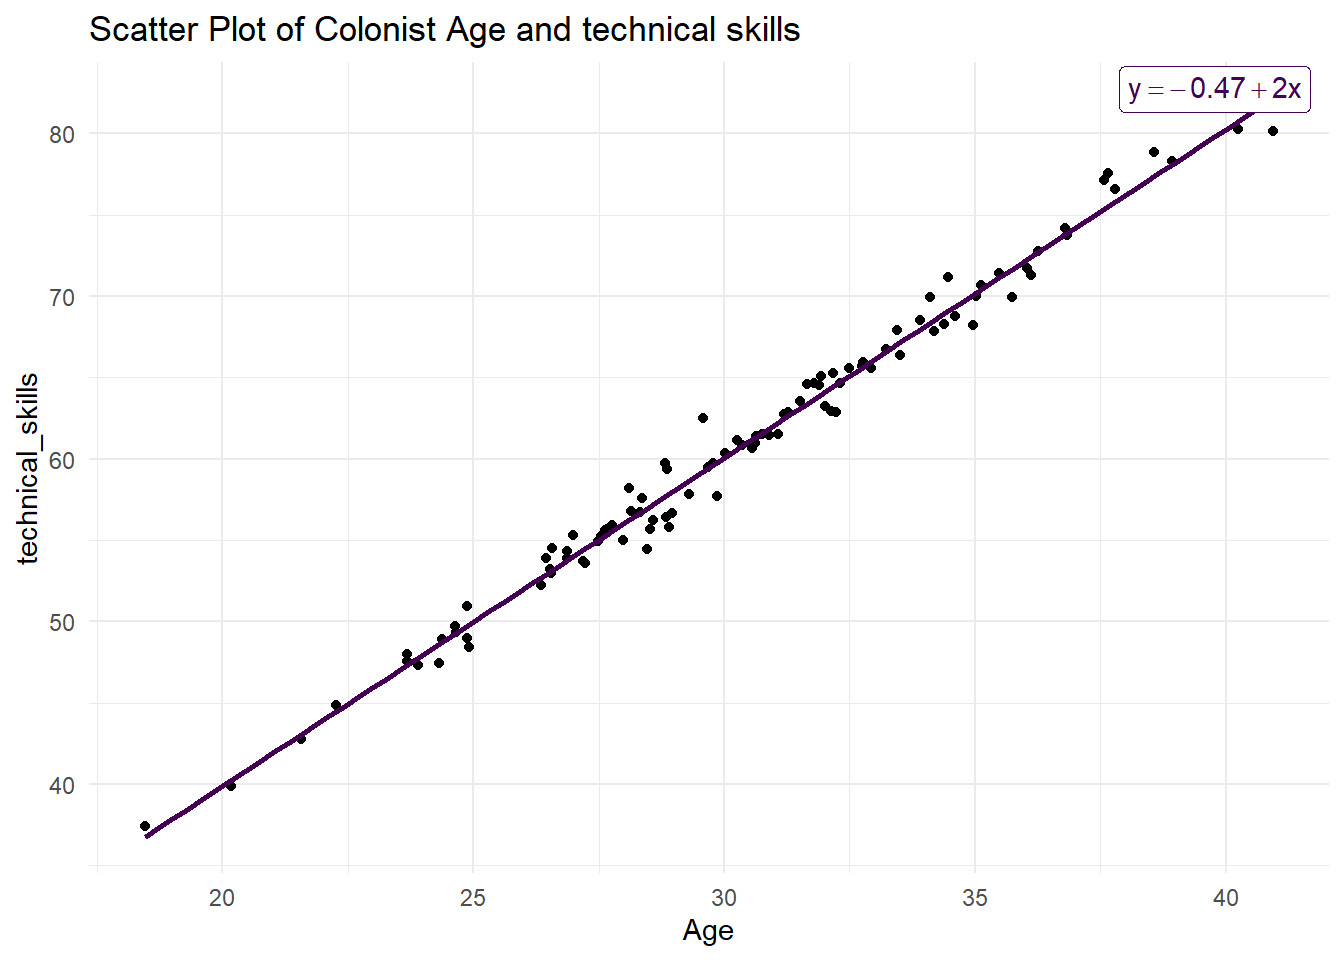 Scatter Plot of Colonist Age and technical skills
y = − 0.47 + 2x
80
70
60
50
40
technical_skills
20 25 30 35 40
Age